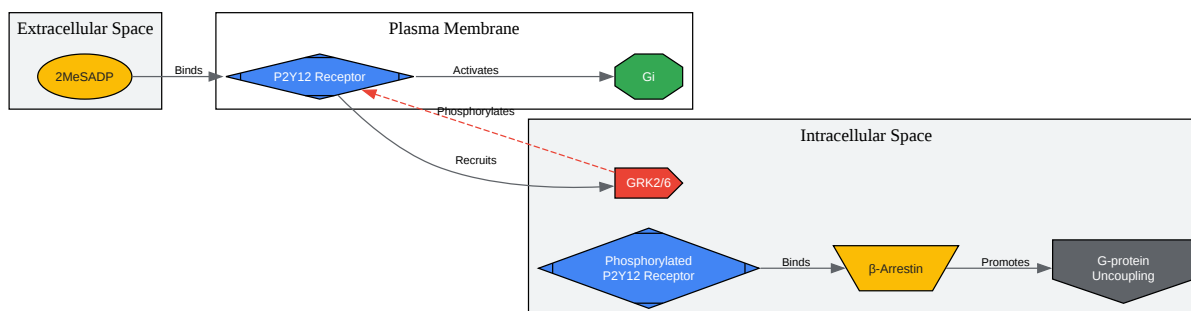 Extracellular Space
Plasma Membrane
2MeSADP
Binds
P2Y12 Receptor
Activates
Gi
Phosphorylates
Intracellular Space
Recruits
GRK2/6
Phosphorylated
P2Y12 Receptor
Binds
β-Arrestin
Promotes
G-protein
Uncoupling